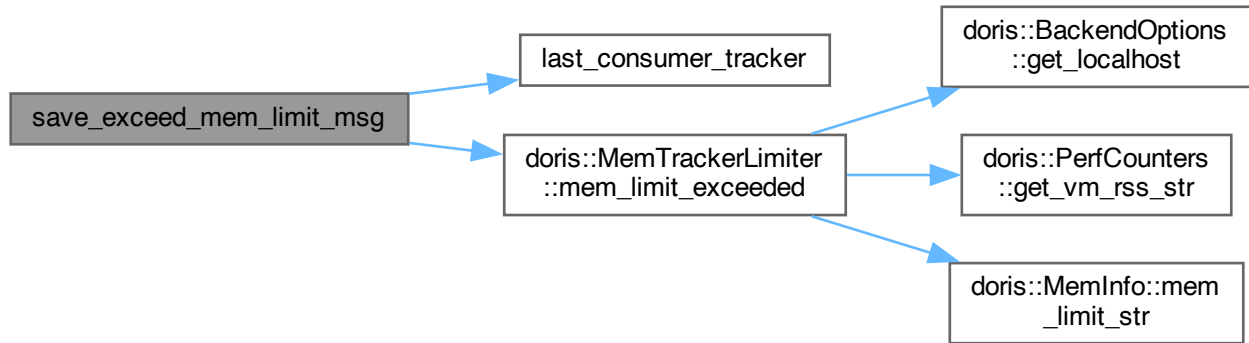 save_exceed_mem_limit_msg
last_consumer_tracker
doris::MemTrackerLimiter
::mem_limit_exceeded
doris::BackendOptions
::get_localhost
doris::PerfCounters
::get_vm_rss_str
doris::MemInfo::mem
_limit_str